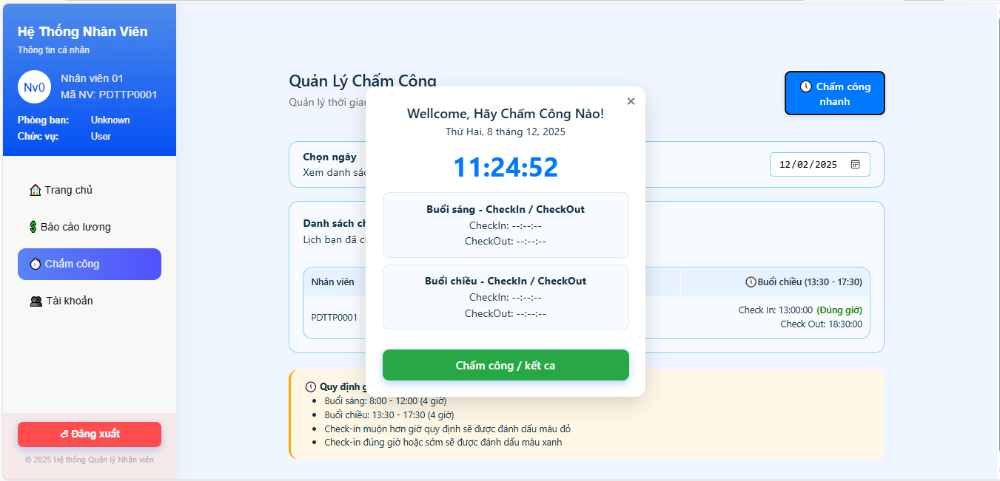 Hệ Thống Nhân Viên
Thông tin cá nhân
Nv0
Nhân viên 01
Mã NV: PDTTP0001
Phòng ban: Unknown
Chức vụ: User
Trang chủ
Báo cáo lương
Chấm công
Tài khoản
Đăng xuất
© 2025 Hệ thống Quản lý Nhân viên
Quản Lý Chấm Công
Quản lý thời gian
Chấm công
nhanh
Chọn ngày
Xem danh sác
12/02/2025
Danh sách ch
Lịch bạn đã c
Nhân viên
Buổi chiều (13:30 - 17:30)
PDTTP0001
Check In: 13:00:00 (Đúng giờ)
Check Out: 18:30:00
Quy định g
Buổi sáng: 8:00 - 12:00 (4 giờ)
Buổi chiều: 13:30 - 17:30 (4 giờ)
Check-in muộn hơn giờ quy định sẽ được đánh dấu màu đỏ
Check-in đúng giờ hoặc sớm sẽ được đánh dấu màu xanh
×
Wellcome, Hãy Chấm Công Nào!
Thứ Hai, 8 tháng 12, 2025
11:24:52
Buổi sáng - CheckIn / CheckOut
CheckIn: --:--:--
CheckOut: --:--:--
Buổi chiều - CheckIn / CheckOut
CheckIn: --:--:--
CheckOut: --:--:--
Chấm công / kết ca